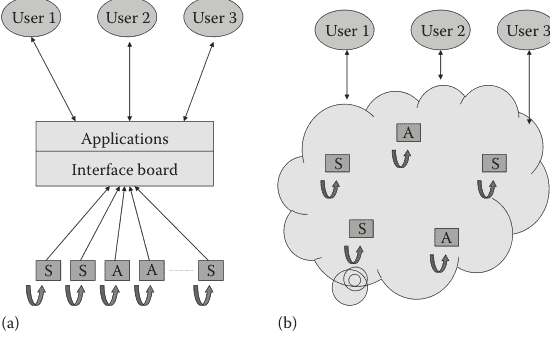 User 1
User 2
User 3
Applications
Interface board
S
S
A
A
S
(a)
User 1
User 2
User 3
A
S
S
S
A
(b)